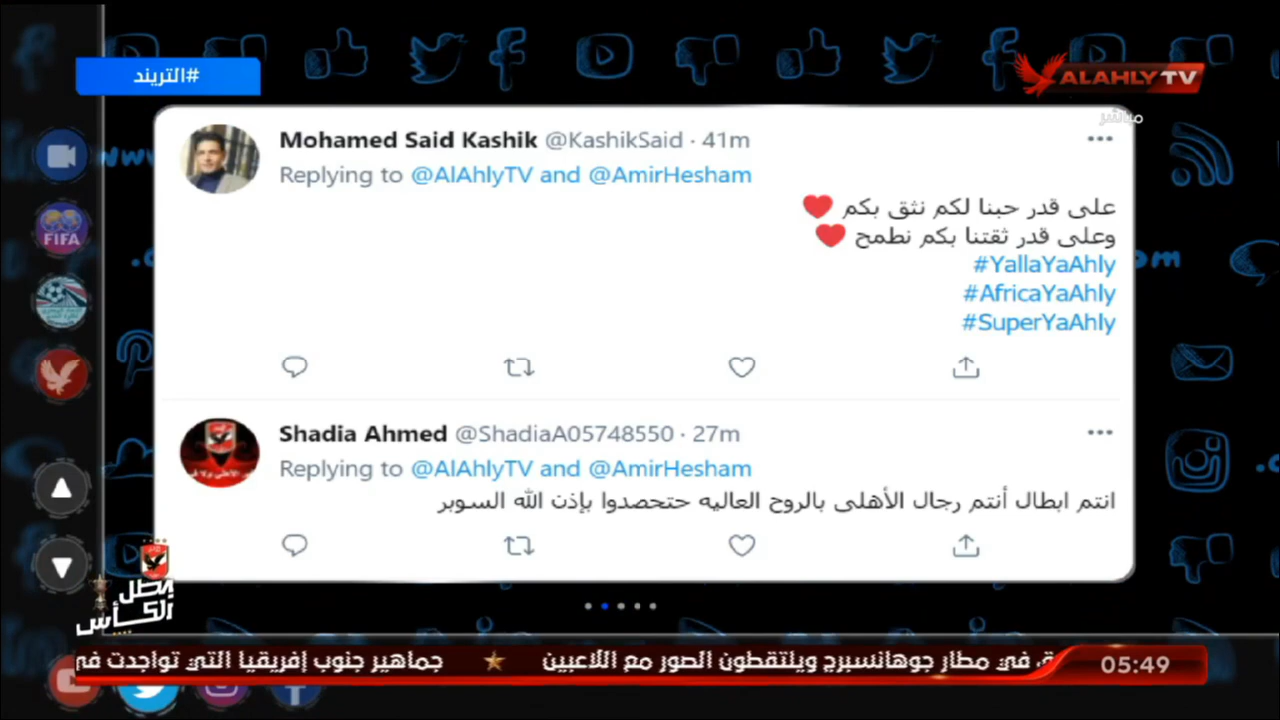 #التريند
ALAHLY TV
مباشر
Mohamed Said Kashik @KashikSaid · 41m
Replying to @AlAhlyTV and @AmirHesham
على قدر حبنا لكم نثق بكم ❤
وعلى قدر ثقتنا بكم نطمح ❤
#YallaYaAhly
#AfricaYaAhly
#SuperYaAhly
Shadia Ahmed @ShadiaA05748550 · 27m
Replying to @AlAhlyTV and @AmirHesham
انتم ابطال أنتم رجال الأهلى بالروح العاليه حتحصدوا بإذن الله السوبر
FIFA
بطل
الكأس
ق في مطار جوهانسبرج ويلتقطون الصور مع اللاعبين ★ جماهير جنوب إفريقيا التي تواجدت في
05:49